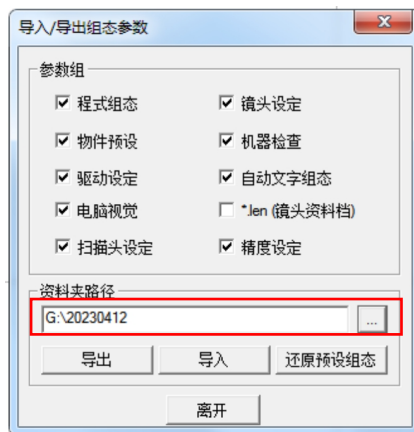 导入/导出组态参数
参数组
程式组态 镜头设定
物件预设 机器检查
驱动设定 自动文字组态
电脑视觉 *.len (镜头资料档)
扫描头设定 精度设定
资料夹路径
G:\20230412 ...
导出 导入 还原预设组态
离开